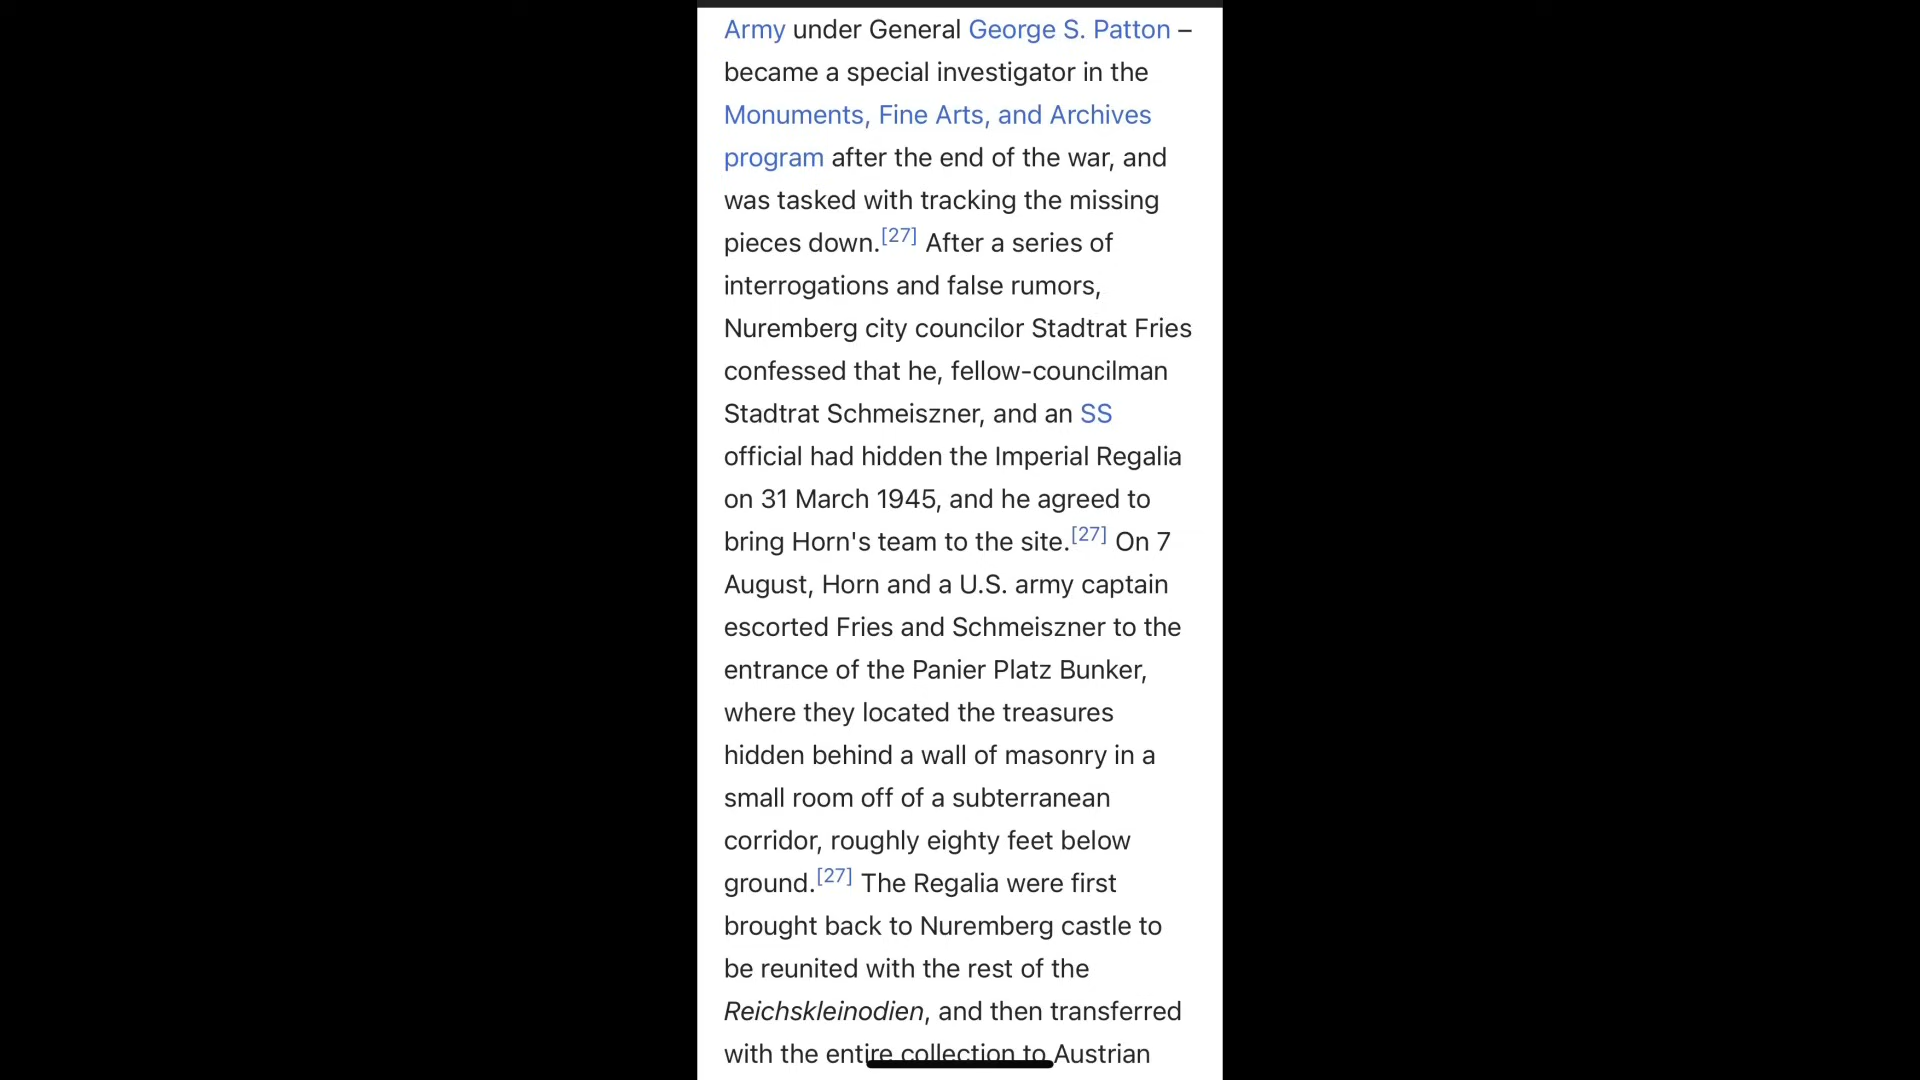 Army under General George S. Patton –
became a special investigator in the
Monuments, Fine Arts, and Archives
program after the end of the war, and
was tasked with tracking the missing
pieces down.[27] After a series of
interrogations and false rumors,
Nuremberg city councilor Stadtrat Fries
confessed that he, fellow-councilman
Stadtrat Schmeiszner, and an SS
official had hidden the Imperial Regalia
on 31 March 1945, and he agreed to
bring Horn's team to the site.[27] On 7
August, Horn and a U.S. army captain
escorted Fries and Schmeiszner to the
entrance of the Panier Platz Bunker,
where they located the treasures
hidden behind a wall of masonry in a
small room off of a subterranean
corridor, roughly eighty feet below
ground.[27] The Regalia were first
brought back to Nuremberg castle to
be reunited with the rest of the
Reichskleinodien, and then transferred
with the entire collection to Austrian